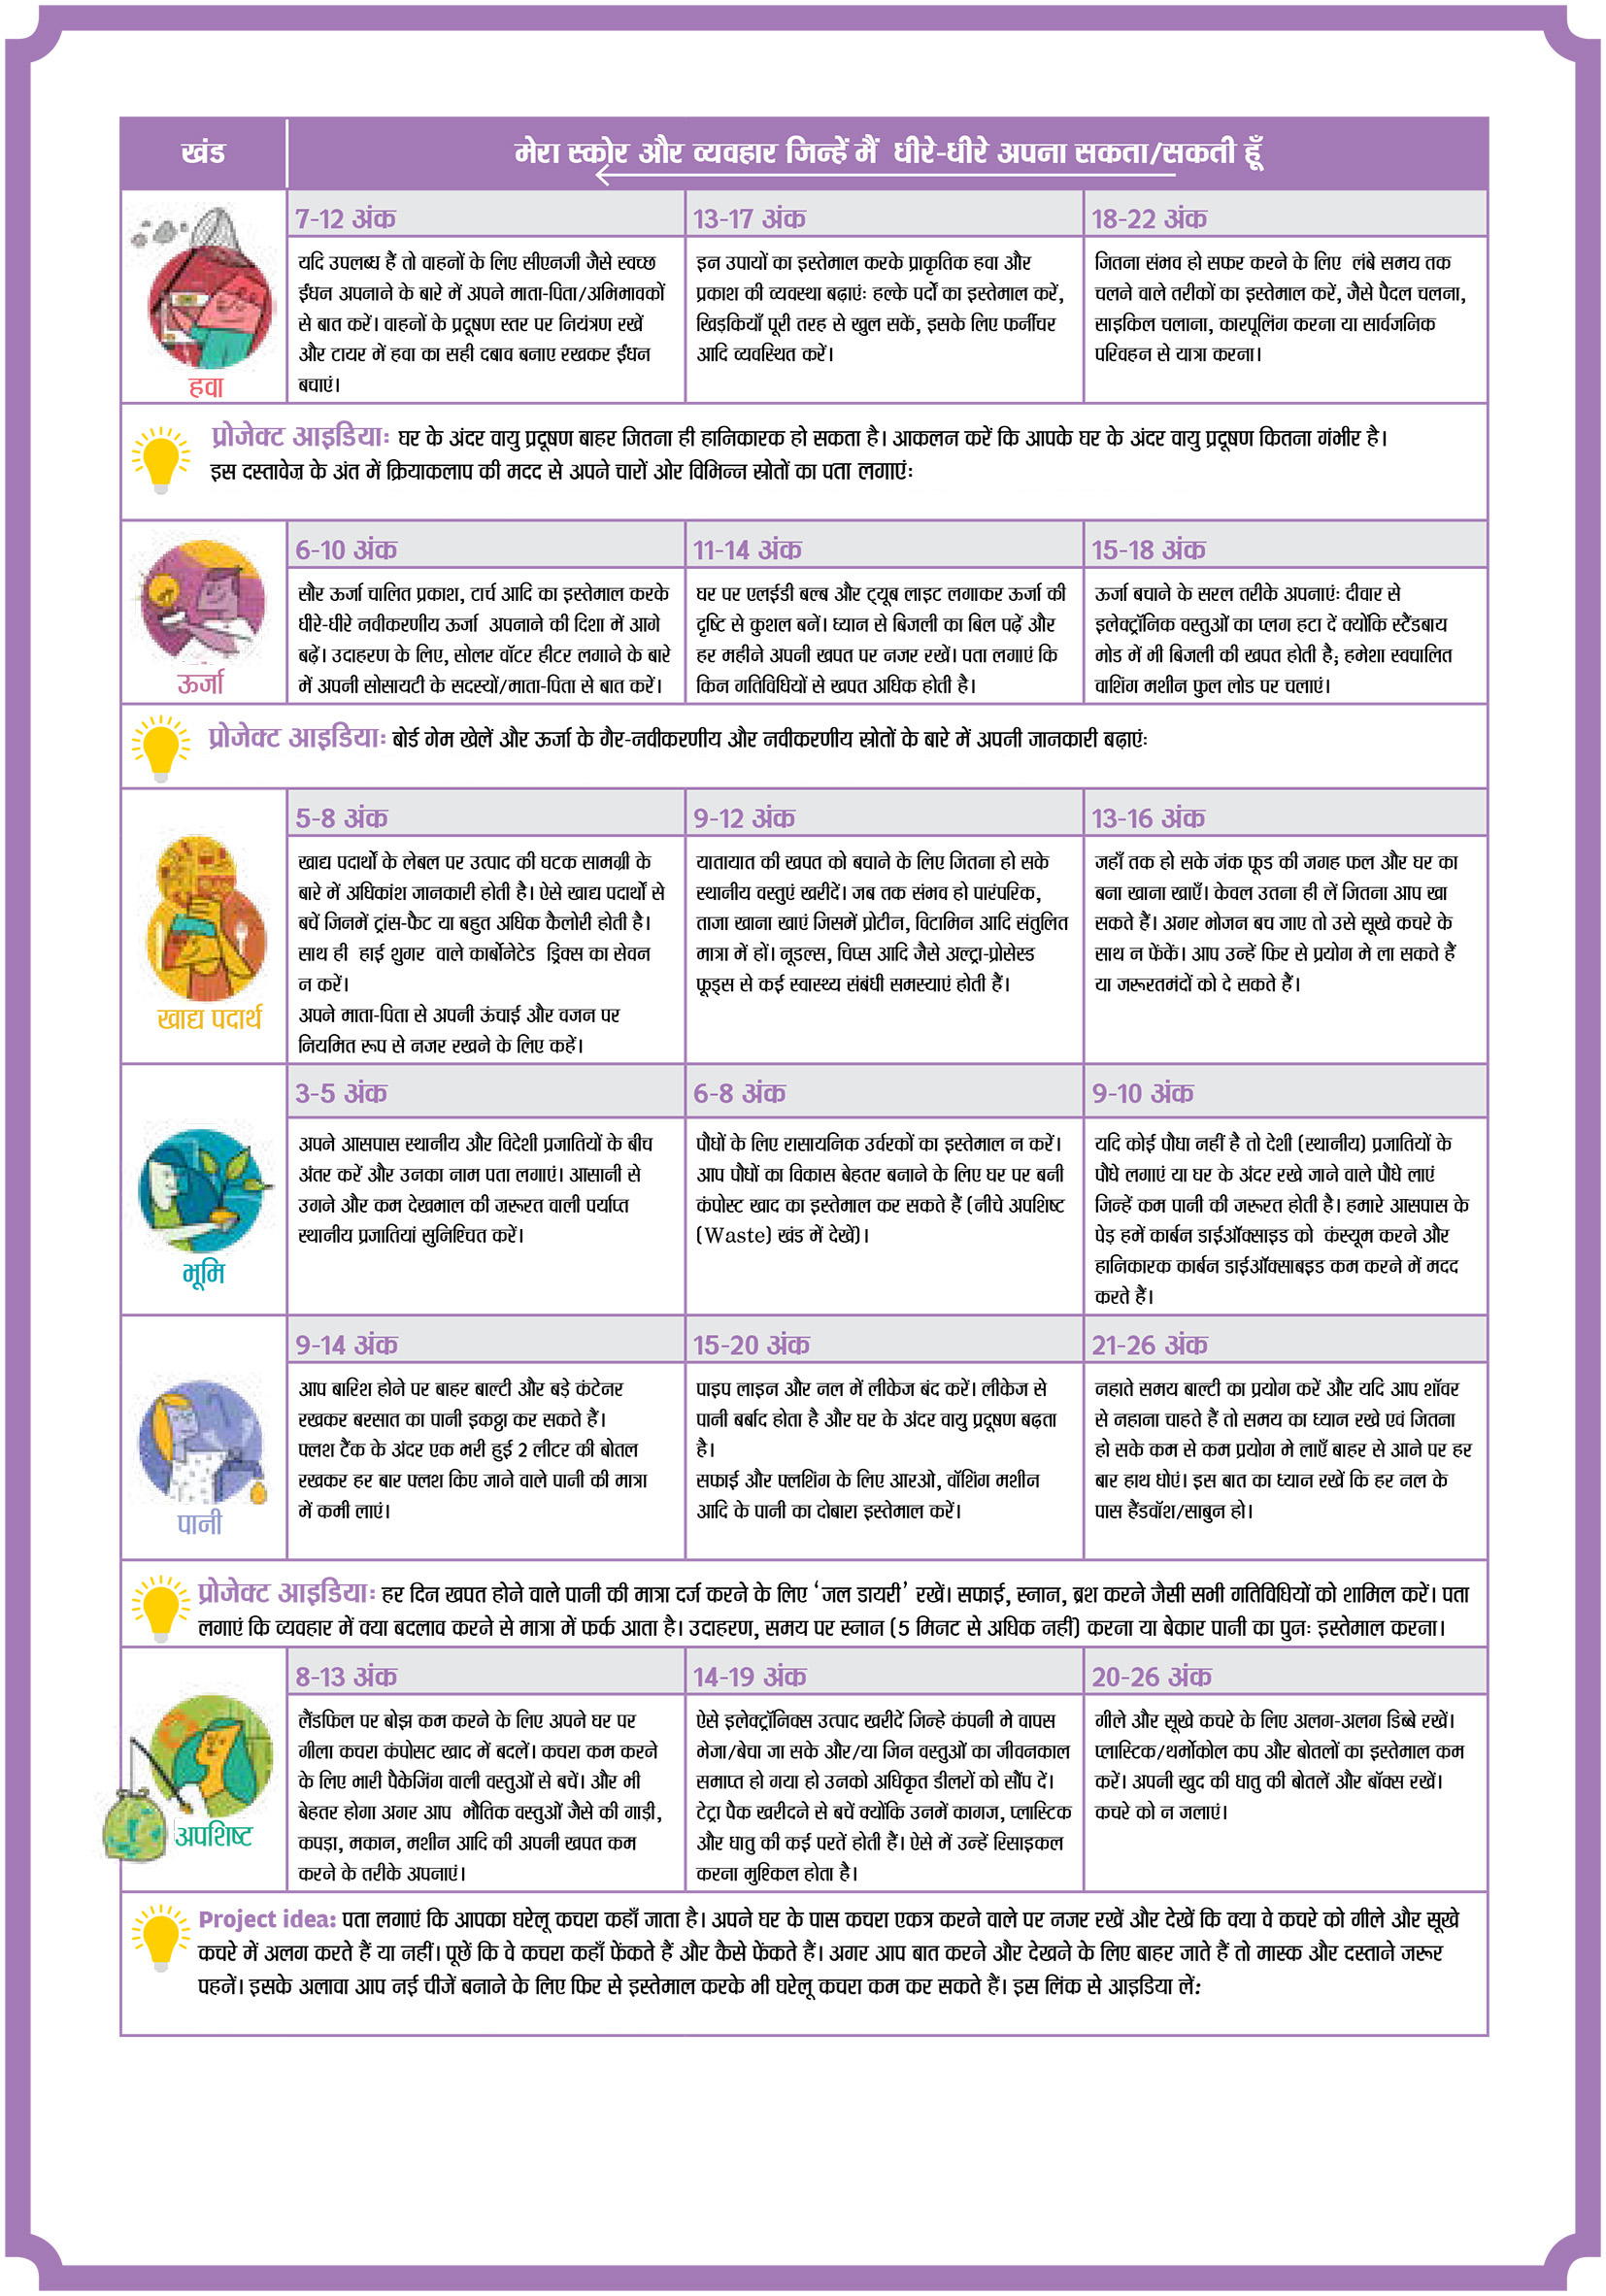 खंड
मेरा स्कोर और व्यवहार जिन्हें मैं धीरे-धीरे अपना सकता/सकती हूँ
7-12 अंक
13-17 अंक
18-22 अंक
यदि उपलब्ध हैं तो वाहनों के लिए सीएनजी जैसे स्वच्छ
ईंधन अपनाने के बारे में अपने माता-पिता/अभिभावकों
से बात करें। वाहनों के प्रदूषण स्तर पर नियंत्रण रखें
और टायर में हवा का सही दबाव बनाए रखकर ईंधन
बचाएं।
इन उपायों का इस्तेमाल करके प्राकृतिक हवा और
प्रकाश की व्यवस्था बढ़ाएं: हल्के पर्दों का इस्तेमाल करें,
खिड़कियाँ पूरी तरह से खुल सकें, इसके लिए फर्नीचर
आदि व्यवस्थित करें।
जितना संभव हो सफर करने के लिए लंबे समय तक
चलने वाले तरीकों का इस्तेमाल करें, जैसे पैदल चलना,
साइकिल चलाना, कारपूलिंग करना या सार्वजनिक
परिवहन से यात्रा करना।
हवा
प्रोजेक्ट आइडिया: घर के अंदर वायु प्रदूषण बाहर जितना ही हानिकारक हो सकता है। आकलन करें कि आपके घर के अंदर वायु प्रदूषण कितना गंभीर है।
इस दस्तावेज़ के अंत में क्रियाकलाप की मदद से अपने चारों ओर विभिन्न स्रोतों का पता लगाएं:
6-10 अंक
11-14 अंक
15-18 अंक
सौर ऊर्जा चालित प्रकाश, टार्च आदि का इस्तेमाल करके
धीरे-धीरे नवीकरणीय ऊर्जा अपनाने की दिशा में आगे
बढ़ें। उदाहरण के लिए, सोलर वॉटर हीटर लगाने के बारे
में अपनी सोसायटी के सदस्यों/माता-पिता से बात करें।
घर पर एलईडी बल्ब और ट्यूब लाइट लगाकर ऊर्जा की
दृष्टि से कुशल बनें। ध्यान से बिजली का बिल पढ़ें और
हर महीने अपनी खपत पर नजर रखें। पता लगाएं कि
किन गतिविधियों से खपत अधिक होती है।
ऊर्जा बचाने के सरल तरीके अपनाएं: दीवार से
इलेक्ट्रॉनिक वस्तुओं का प्लग हटा दें क्योंकि स्टैंडबाय
मोड में भी बिजली की खपत होती है; हमेशा स्वचालित
वाशिंग मशीन फुल लोड पर चलाएं।
ऊर्जा
प्रोजेक्ट आइडिया: बोर्ड गेम खेलें और ऊर्जा के गैर-नवीकरणीय और नवीकरणीय स्रोतों के बारे में अपनी जानकारी बढ़ाएं:
5-8 अंक
9-12 अंक
13-16 अंक
खाद्य पदार्थों के लेबल पर उत्पाद की घटक सामग्री के
बारे में अधिकांश जानकारी होती है। ऐसे खाद्य पदार्थों से
बचें जिनमें ट्रांस-फैट या बहुत अधिक कैलोरी होती है।
साथ ही हाई शुगर वाले कार्बोनेटेड ड्रिंक्स का सेवन
न करें।
अपने माता-पिता से अपनी ऊंचाई और वजन पर
नियमित रूप से नजर रखने के लिए कहें।
यातायात की खपत को बचाने के लिए जितना हो सके
स्थानीय वस्तुएं खरीदें। जब तक संभव हो पारंपरिक,
ताजा खाना खाएं जिसमें प्रोटीन, विटामिन आदि संतुलित
मात्रा में हों। नूडल्स, चिप्स आदि जैसे अल्ट्रा-प्रोसेस्ड
फूड्स से कई स्वास्थ्य संबंधी समस्याएं होती हैं।
जहाँ तक हो सके जंक फूड की जगह फल और घर का
बना खाना खाएँ। केवल उतना ही लें जितना आप खा
सकते हैं। अगर भोजन बच जाए तो उसे सूखे कचरे के
साथ न फेंकें। आप उन्हें फिर से प्रयोग मे ला सकते हैं
या जरूरतमंदों को दे सकते हैं।
खाद्य पदार्थ
3-5 अंक
6-8 अंक
9-10 अंक
अपने आसपास स्थानीय और विदेशी प्रजातियों के बीच
अंतर करें और उनका नाम पता लगाएं। आसानी से
उगने और कम देखभाल की जरूरत वाली पर्याप्त
स्थानीय प्रजातियां सुनिश्चित करें।
पौधों के लिए रासायनिक उर्वरकों का इस्तेमाल न करें।
आप पौधों का विकास बेहतर बनाने के लिए घर पर बनी
कंपोस्ट खाद का इस्तेमाल कर सकते हैं (नीचे अपशिष्ट
(Waste) खंड में देखें)।
यदि कोई पौधा नहीं है तो देशी (स्थानीय) प्रजातियों के
पौधे लगाएं या घर के अंदर रखे जाने वाले पौधे लाएं
जिन्हें कम पानी की जरूरत होती है। हमारे आसपास के
पेड़ हमें कार्बन डाईऑक्साइड को कंस्यूम करने और
हानिकारक कार्बन डाईऑक्साबइड कम करने में मदद
करते हैं।
भूमि
9-14 अंक
15-20 अंक
21-26 अंक
आप बारिश होने पर बाहर बाल्टी और बड़े कंटेनर
रखकर बरसात का पानी इकठ्ठा कर सकते हैं।
फ्लश टैंक के अंदर एक भरी हुई 2 लीटर की बोतल
रखकर हर बार फ्लश किए जाने वाले पानी की मात्रा
में कमी लाएं।
पाइप लाइन और नल में लीकेज बंद करें। लीकेज से
पानी बर्बाद होता है और घर के अंदर वायु प्रदूषण बढ़ता
है।
सफाई और फ्लशिंग के लिए आरओ, वॉशिंग मशीन
आदि के पानी का दोबारा इस्तेमाल करें।
नहाते समय बाल्टी का प्रयोग करें और यदि आप शॉवर
से नहाना चाहते हैं तो समय का ध्यान रखे एवं जितना
हो सके कम से कम प्रयोग मे लाएँ बाहर से आने पर हर
बार हाथ धोएं। इस बात का ध्यान रखें कि हर नल के
पास हैंडवॉश/साबुन हो।
पानी
प्रोजेक्ट आइडिया: हर दिन खपत होने वाले पानी की मात्रा दर्ज करने के लिए ‘जल डायरी’ रखें। सफाई, स्नान, ब्रश करने जैसी सभी गतिविधियों को शामिल करें। पता
लगाएं कि व्यवहार में क्या बदलाव करने से मात्रा में फर्क आता है। उदाहरण, समय पर स्नान (5 मिनट से अधिक नहीं) करना या बेकार पानी का पुनः इस्तेमाल करना।
8-13 अंक
14-19 अंक
20-26 अंक
लैंडफिल पर बोझ कम करने के लिए अपने घर पर
गीला कचरा कंपोसट खाद में बदलें। कचरा कम करने
के लिए भारी पैकेजिंग वाली वस्तुओं से बचें। और भी
बेहतर होगा अगर आप भौतिक वस्तुओं जैसे की गाड़ी,
कपड़ा, मकान, मशीन आदि की अपनी खपत कम
करने के तरीके अपनाएं।
ऐसे इलेक्ट्रॉनिक्स उत्पाद खरीदें जिन्हे कंपनी मे वापस
भेजा/बेचा जा सके और/या जिन वस्तुओं का जीवनकाल
समाप्त हो गया हो उनको अधिकृत डीलरों को सौंप दें।
टेट्रा पैक खरीदने से बचें क्योंकि उनमें कागज, प्लास्टिक
और धातु की कई परतें होती हैं। ऐसे में उन्हें रिसाइकल
करना मुश्किल होता है।
गीले और सूखे कचरे के लिए अलग-अलग डिब्बे रखें।
प्लास्टिक/थर्मोकोल कप और बोतलों का इस्तेमाल कम
करें। अपनी खुद की धातु की बोतलें और बॉक्स रखें।
कचरे को न जलाएं।
अपशिष्ट
Project idea: पता लगाएं कि आपका घरेलू कचरा कहाँ जाता है। अपने घर के पास कचरा एकत्र करने वाले पर नजर रखें और देखें कि क्या वे कचरे को गीले और सूखे
कचरे में अलग करते हैं या नहीं। पूछें कि वे कचरा कहाँ फेंकते हैं और कैसे फेंकते हैं। अगर आप बात करने और देखने के लिए बाहर जाते हैं तो मास्क और दस्ताने जरूर
पहनें। इसके अलावा आप नई चीजें बनाने के लिए फिर से इस्तेमाल करके भी घरेलू कचरा कम कर सकते हैं। इस लिंक से आइडिया लें: